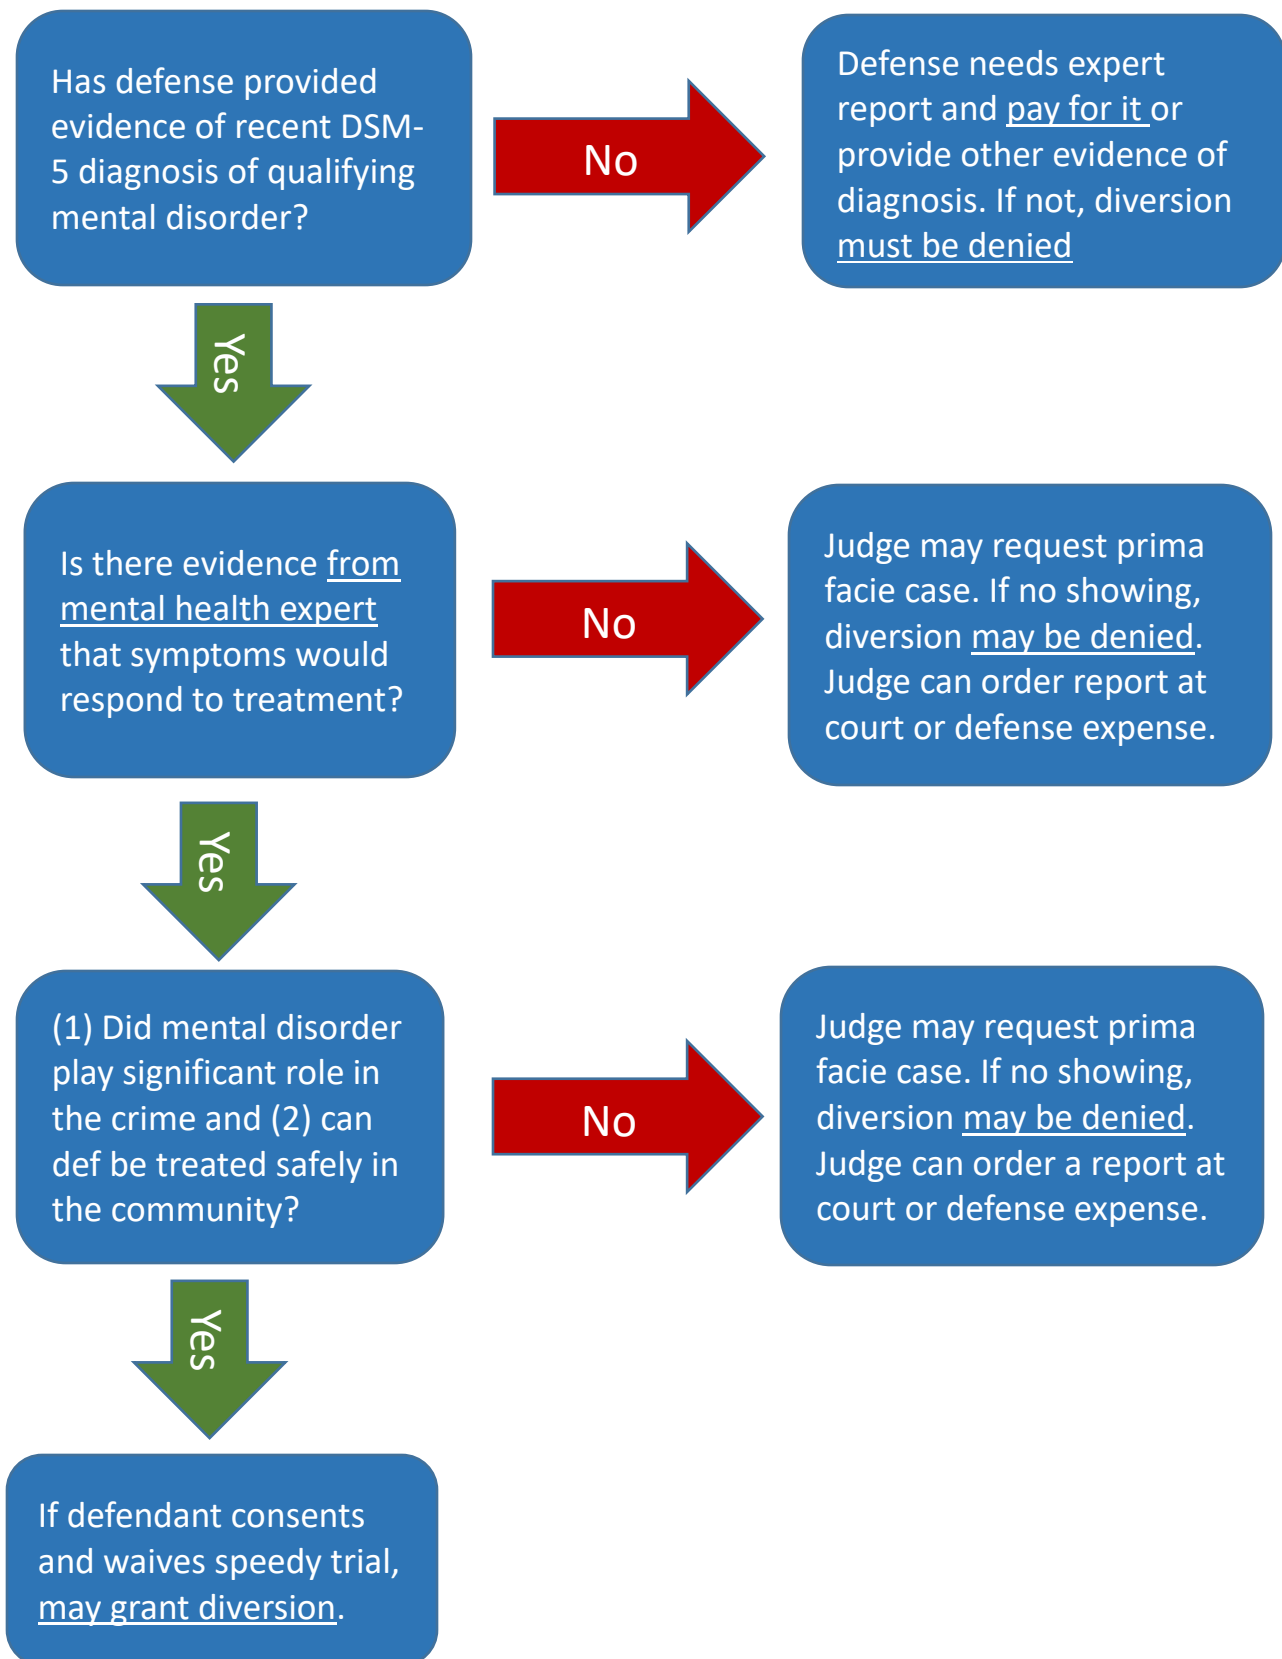 Has defense provided
evidence of recent DSM-
5 diagnosis of qualifying
mental disorder?
No
Defense needs expert
report and pay for it or
provide other evidence of
diagnosis. If not, diversion
must be denied
Yes
Is there evidence from
mental health expert
that symptoms would
respond to treatment?
No
Judge may request prima
facie case. If no showing,
diversion may be denied.
Judge can order report at
court or defense expense.
Yes
(1) Did mental disorder
play significant role in
the crime and (2) can
def be treated safely in
the community?
No
Judge may request prima
facie case. If no showing,
diversion may be denied.
Judge can order a report at
court or defense expense.
Yes
If defendant consents
and waives speedy trial,
may grant diversion.